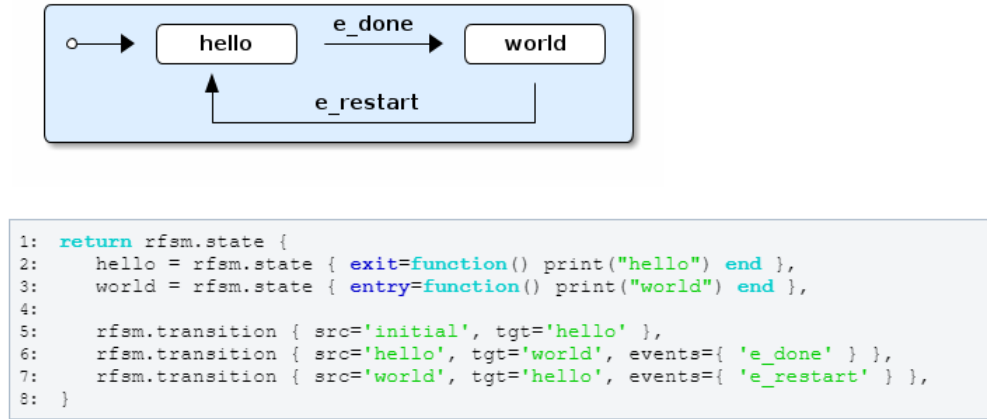 e_done
hello
world
e_restart
1: return rfsm.state {
2:    hello = rfsm.state { exit=function() print("hello") end },
3:    world = rfsm.state { entry=function() print("world") end },
4:
5:    rfsm.transition { src='initial', tgt='hello' },
6:    rfsm.transition { src='hello', tgt='world', events={ 'e_done' } },
7:    rfsm.transition { src='world', tgt='hello', events={ 'e_restart' } },
8: }